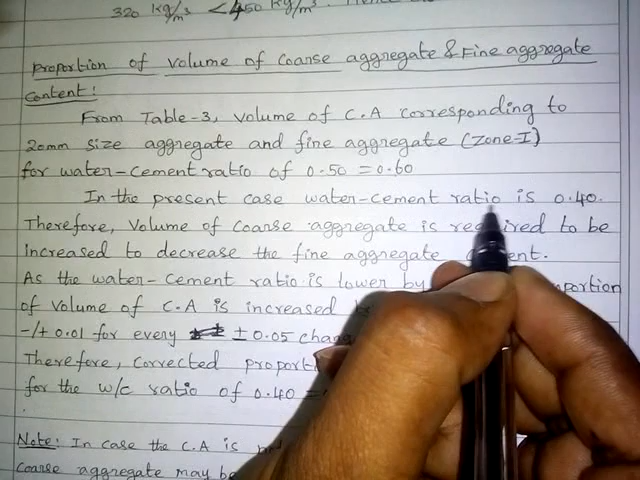 320 kg/m³ < 450 kg/m³.
Proportion of Volume of Coarse aggregate & Fine aggregate
Content:
From Table-3, Volume of C.A corresponding to
20mm size aggregate and fine aggregate (Zone-I)
for water-cement ratio of 0.50 = 0.60
In the present case water-cement ratio is 0.40.
Therefore, Volume of Coarse aggregate is required to be
increased to decrease the fine aggregate
As the water-cement ratio is lower by
of Volume of C.A is increased
-/+ 0.01 for every ± 0.05
Therefore, Corrected
for the w/c ratio of 0.40 =
Note: In case the C.A is
Coarse aggregate may be